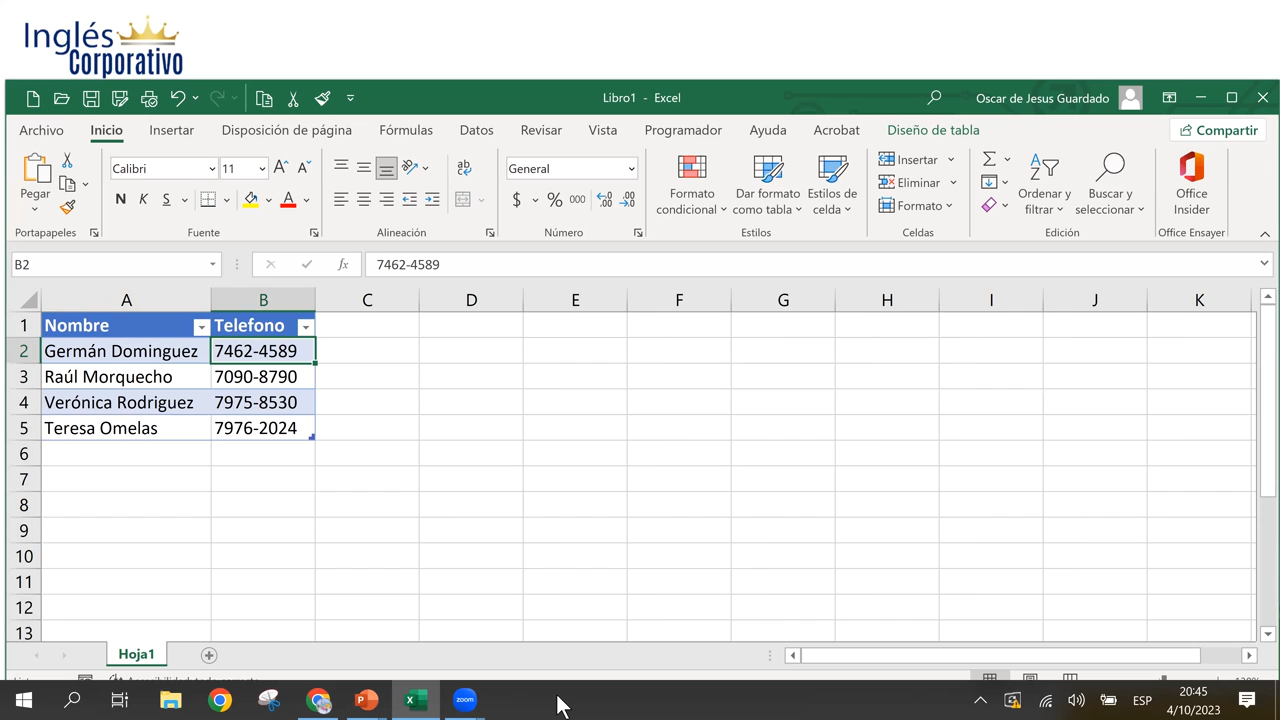 Inglés
Corporativo
Libro1 - Excel
Oscar de Jesus Guardado
Archivo Inicio Insertar Disposición de página Fórmulas Datos Revisar Vista Programador Ayuda Acrobat Diseño de tabla Compartir
Pegar
Calibri 11
N K S
General
$ % 000
Formato condicional
Dar formato como tabla
Estilos de celda
Insertar
Eliminar
Formato
Ordenar y filtrar
Buscar y seleccionar
Office Insider
Portapapeles Fuente Alineación Número Estilos Celdas Edición Office Ensayer
B2 fx 7462-4589
A B C D E F G H I J K
1 Nombre Telefono
2 Germán Dominguez 7462-4589
3 Raúl Morquecho 7090-8790
4 Verónica Rodriguez 7975-8530
5 Teresa Omelas 7976-2024
6
7
8
9
10
11
12
13
Hoja1
ESP
20:45
4/10/2023
zoom